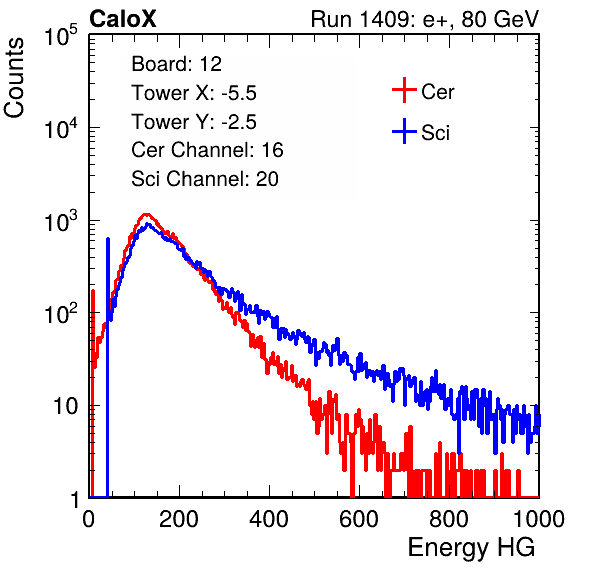 CaloX Run 1409: e+, 80 GeV
Board: 12
Tower X: -5.5
Tower Y: -2.5
Cer Channel: 16
Sci Channel: 20
Cer
Sci
Counts
10^5
10^4
10^3
10^2
10
1
0 200 400 600 800 1000
Energy HG